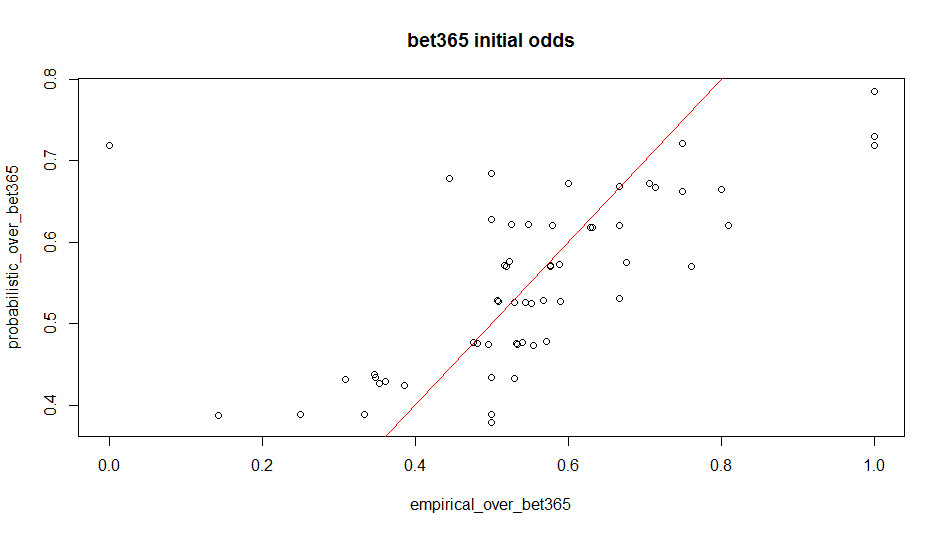 bet365 initial odds
probabilistic_over_bet365
0.8
0.7
0.6
0.5
0.4
0.0 0.2 0.4 0.6 0.8 1.0
empirical_over_bet365